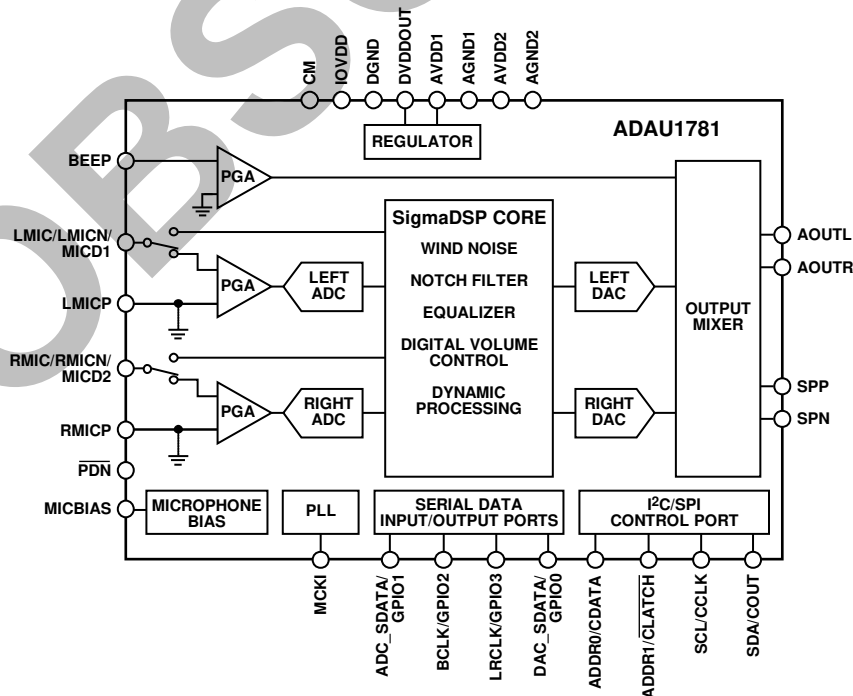 OBS
CM
IOVDD
DGND
DVDDOUT
AVDD1
AGND1
AVDD2
AGND2
ADAU1781
REGULATOR
BEEP
PGA
LMIC/LMICN/
MICD1
PGA
LEFT
ADC
LMICP
RMIC/RMICN/
MICD2
PGA
RIGHT
ADC
RMICP
PDN
MICBIAS
MICROPHONE
BIAS
SigmaDSP CORE
WIND NOISE
NOTCH FILTER
EQUALIZER
DIGITAL VOLUME
CONTROL
DYNAMIC
PROCESSING
LEFT
DAC
RIGHT
DAC
OUTPUT
MIXER
AOUTL
AOUTR
SPP
SPN
PLL
SERIAL DATA
INPUT/OUTPUT PORTS
I²C/SPI
CONTROL PORT
MCKI
ADC_SDATA/
GPIO1
BCLK/GPIO2
LRCLK/GPIO3
DAC_SDATA/
GPIO0
ADDR0/CDATA
ADDR1/CLATCH
SCL/CCLK
SDA/COUT